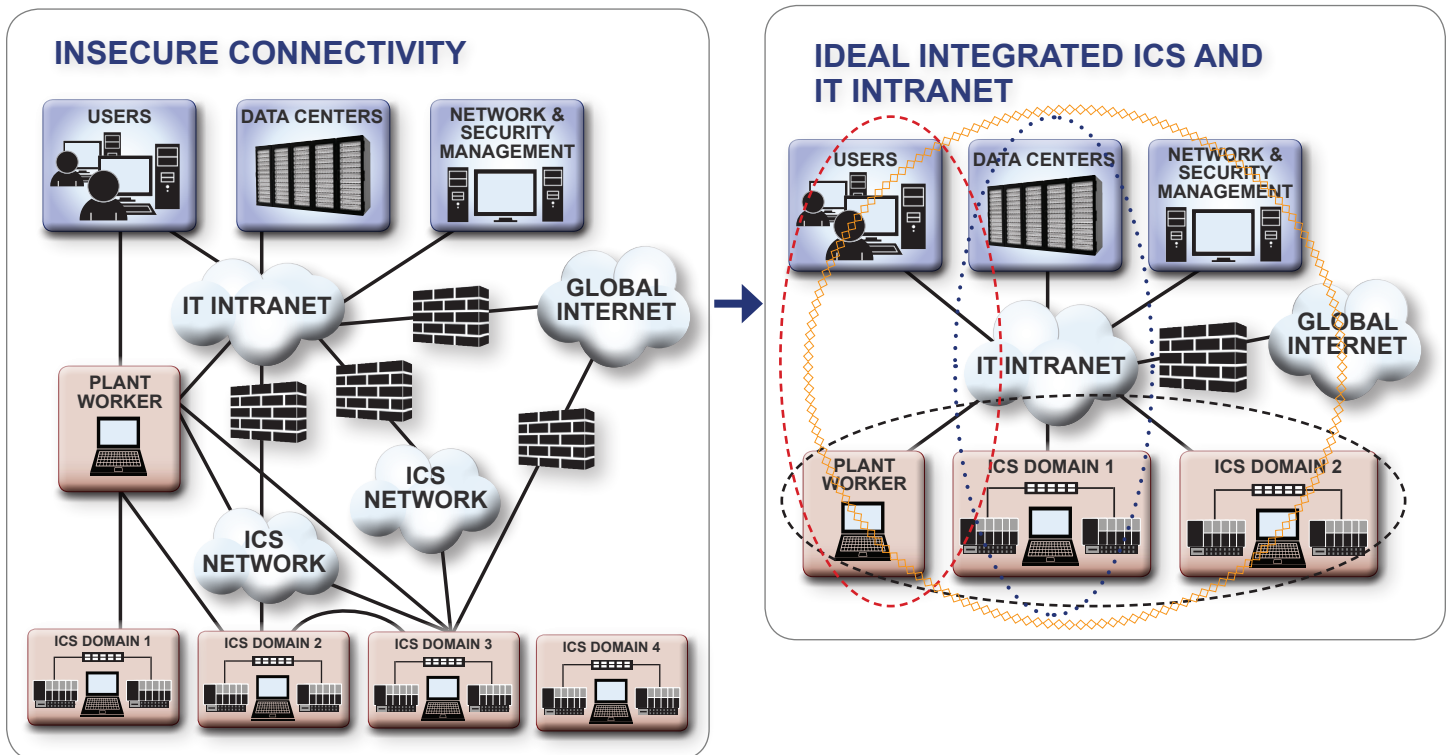 INSECURE CONNECTIVITY
USERS
DATA CENTERS
NETWORK &
SECURITY
MANAGEMENT
IT INTRANET
GLOBAL
INTERNET
PLANT
WORKER
ICS
NETWORK
ICS
NETWORK
ICS DOMAIN 1
ICS DOMAIN 2
ICS DOMAIN 3
ICS DOMAIN 4
IDEAL INTEGRATED ICS AND
IT INTRANET
USERS
DATA CENTERS
NETWORK &
SECURITY
MANAGEMENT
GLOBAL
INTERNET
IT INTRANET
PLANT
WORKER
ICS DOMAIN 1
ICS DOMAIN 2